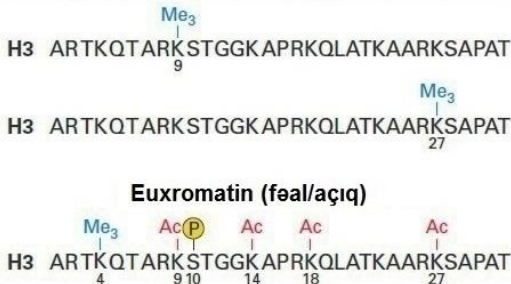 Me3
H3 ARTKQTARKSTGGKAPRKQLATKAARKSAPAT
9
Me3
H3 ARTKQTARKSTGGKAPRKQLATKAARKSAPAT
27
Euxromatin (fəal/açıq)
Me3 Ac P Ac Ac Ac
H3 ARTKQTARKSTGGKAPRKQLATKAARKSAPAT
4 9 10 14 18 27